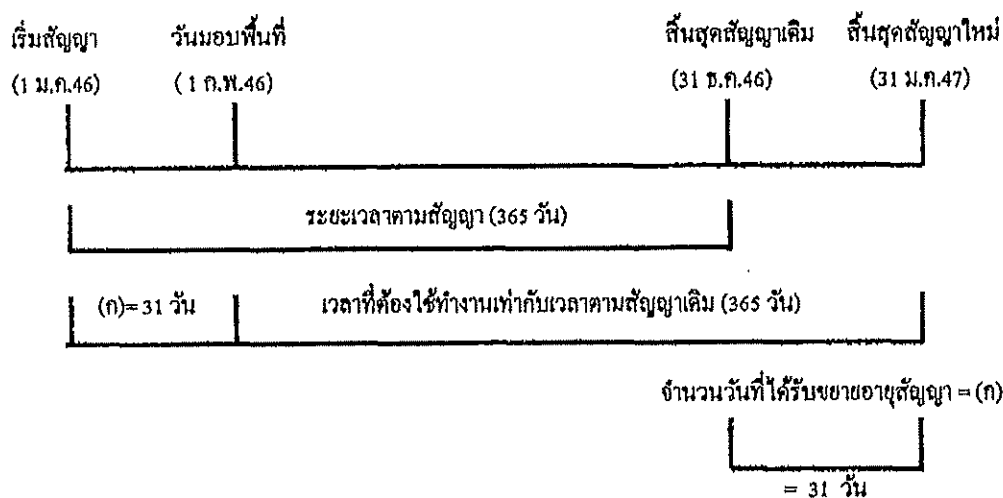 เริ่มสัญญา วันมอบพื้นที่ สิ้นสุดสัญญาเดิม สิ้นสุดสัญญาใหม่
(1 ม.ค.46) ( 1 ก.พ.46) (31 ธ.ค.46) (31 ม.ค.47)
ระยะเวลาตามสัญญา (365 วัน)
(ก)= 31 วัน เวลาที่ต้องใช้ทำงานเท่ากับเวลาตามสัญญาเดิม (365 วัน)
จำนวนวันที่ได้รับขยายอายุสัญญา = (ก)
= 31 วัน